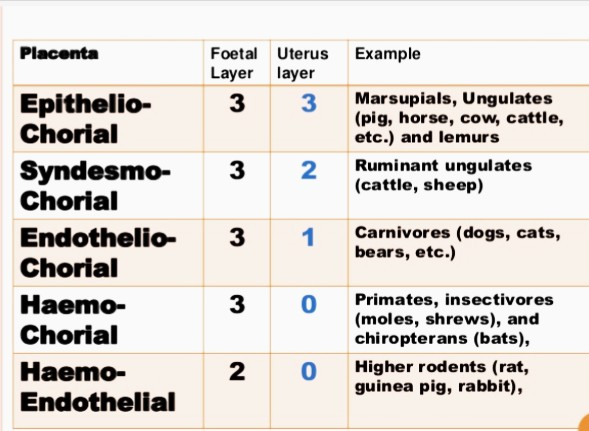 Placenta Foetal Uterus Example
Layer layer
Epithelio- 3 3 Marsupials, Ungulates
Chorial (pig, horse, cow, cattle,
etc.) and lemurs
Syndesmo- 3 2 Ruminant ungulates
Chorial (cattle, sheep)
Endothelio- 3 1 Carnivores (dogs, cats,
Chorial bears, etc.)
Haemo- 3 0 Primates, insectivores
Chorial (moles, shrews), and
chiropterans (bats),
Haemo- 2 0 Higher rodents (rat,
Endothelial guinea pig, rabbit),